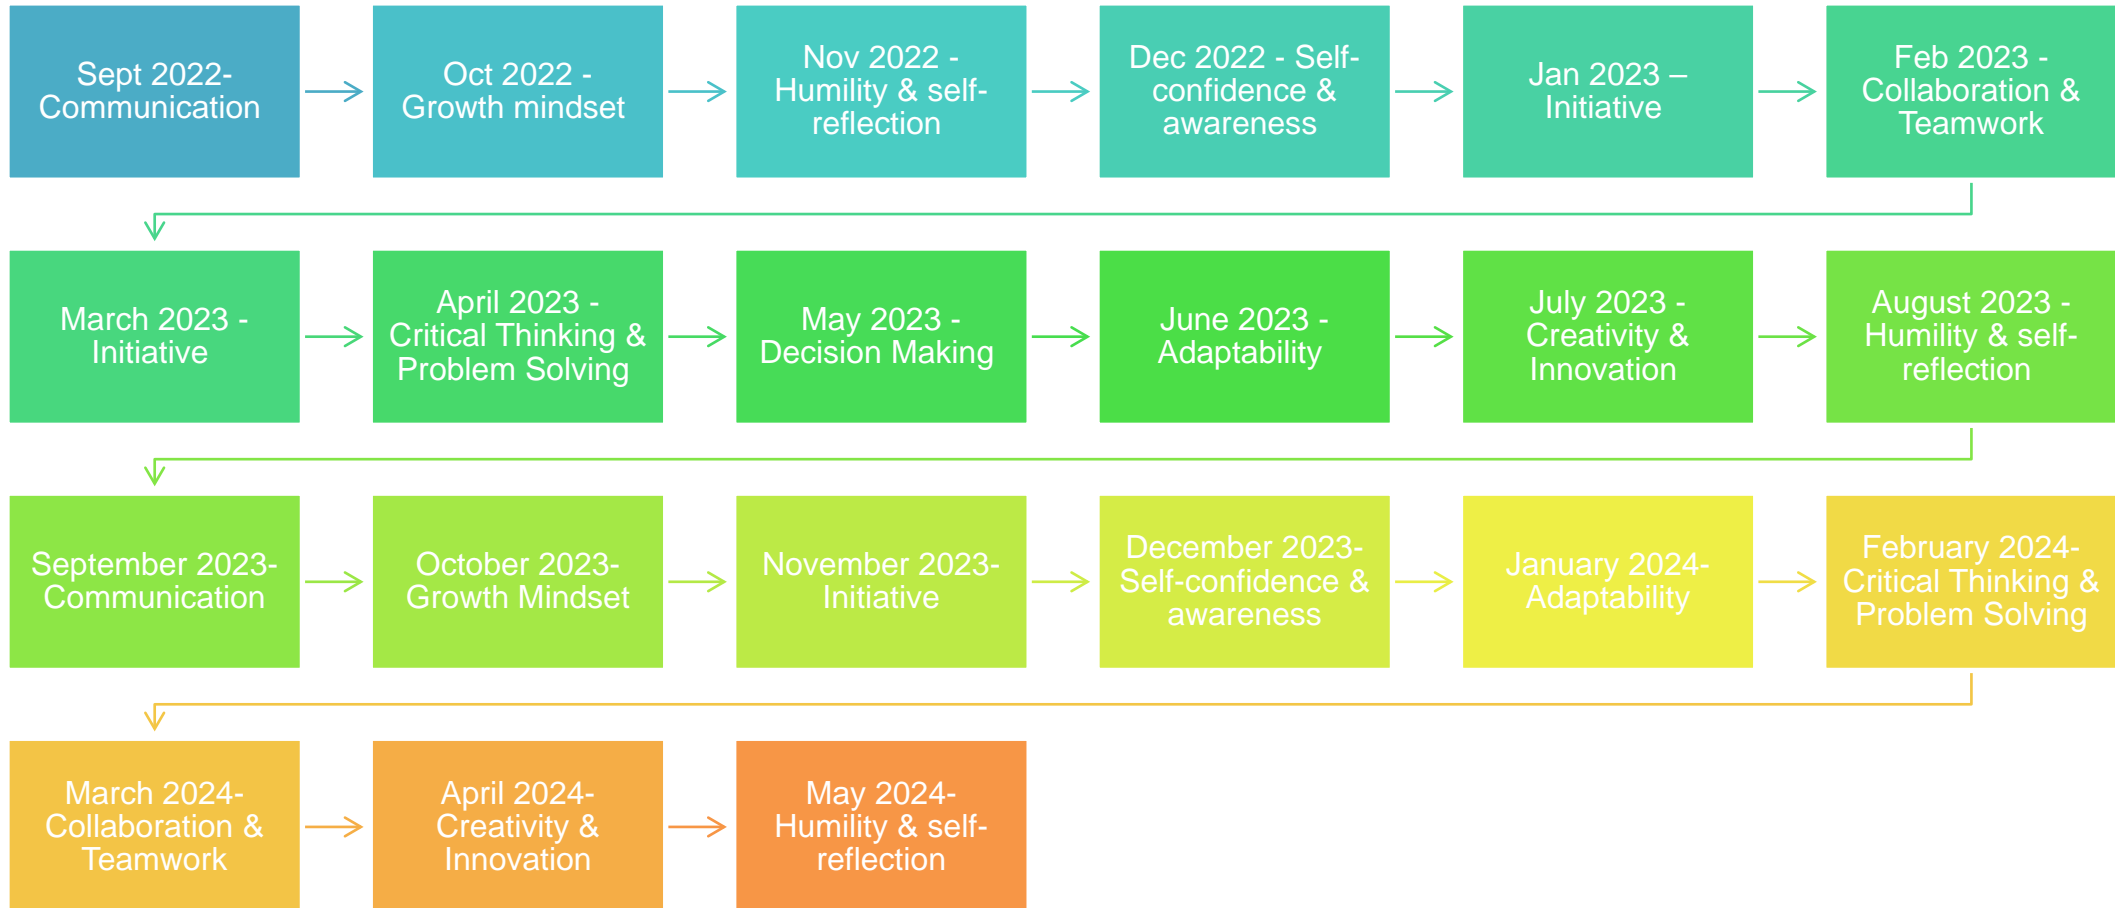 Sept 2022-
Communication
Oct 2022 -
Growth mindset
Nov 2022 -
Humility & self-
reflection
Dec 2022 - Self-
confidence &
awareness
Jan 2023 –
Initiative
Feb 2023 -
Collaboration &
Teamwork
March 2023 -
Initiative
April 2023 -
Critical Thinking &
Problem Solving
May 2023 -
Decision Making
June 2023 -
Adaptability
July 2023 -
Creativity &
Innovation
August 2023 -
Humility & self-
reflection
September 2023-
Communication
October 2023-
Growth Mindset
November 2023-
Initiative
December 2023-
Self-confidence &
awareness
January 2024-
Adaptability
February 2024-
Critical Thinking &
Problem Solving
March 2024-
Collaboration &
Teamwork
April 2024-
Creativity &
Innovation
May 2024-
Humility & self-
reflection